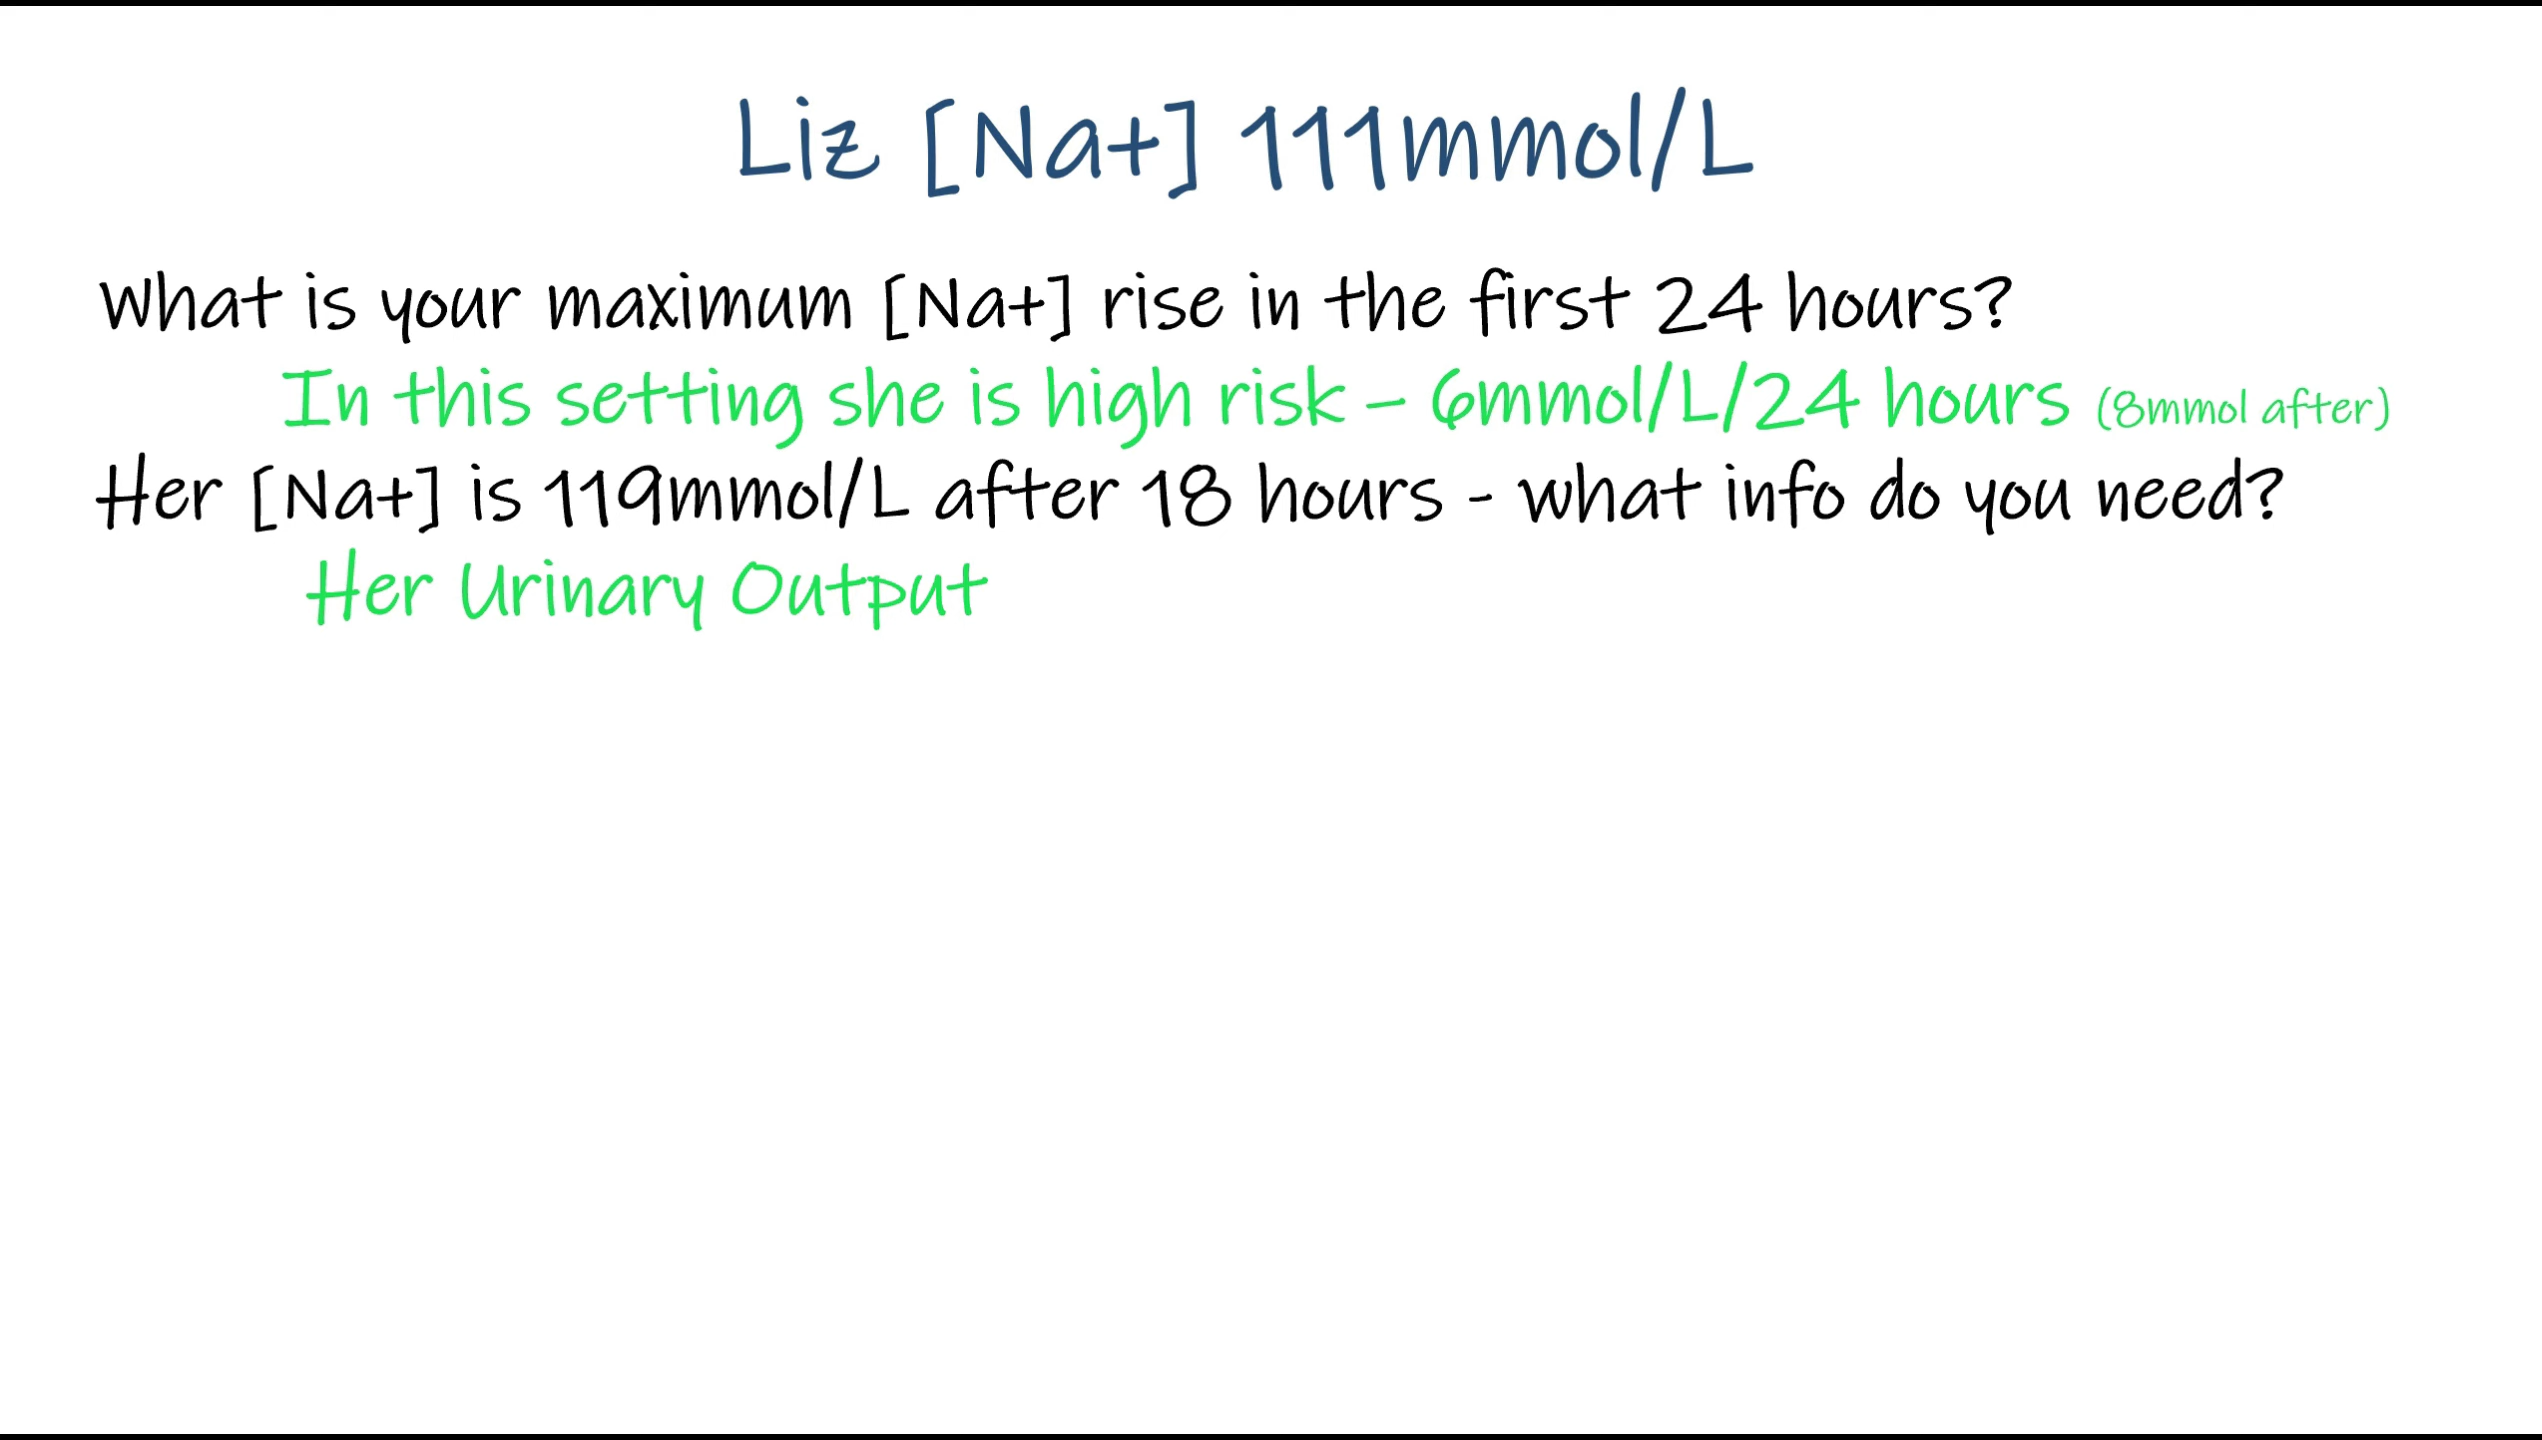 Liz [Na+] 111mmol/L
What is your maximum [Na+] rise in the first 24 hours?
In this setting she is high risk – 6mmol/L/24 hours (8mmol after)
Her [Na+] is 119mmol/L after 18 hours - what info do you need?
Her Urinary Output